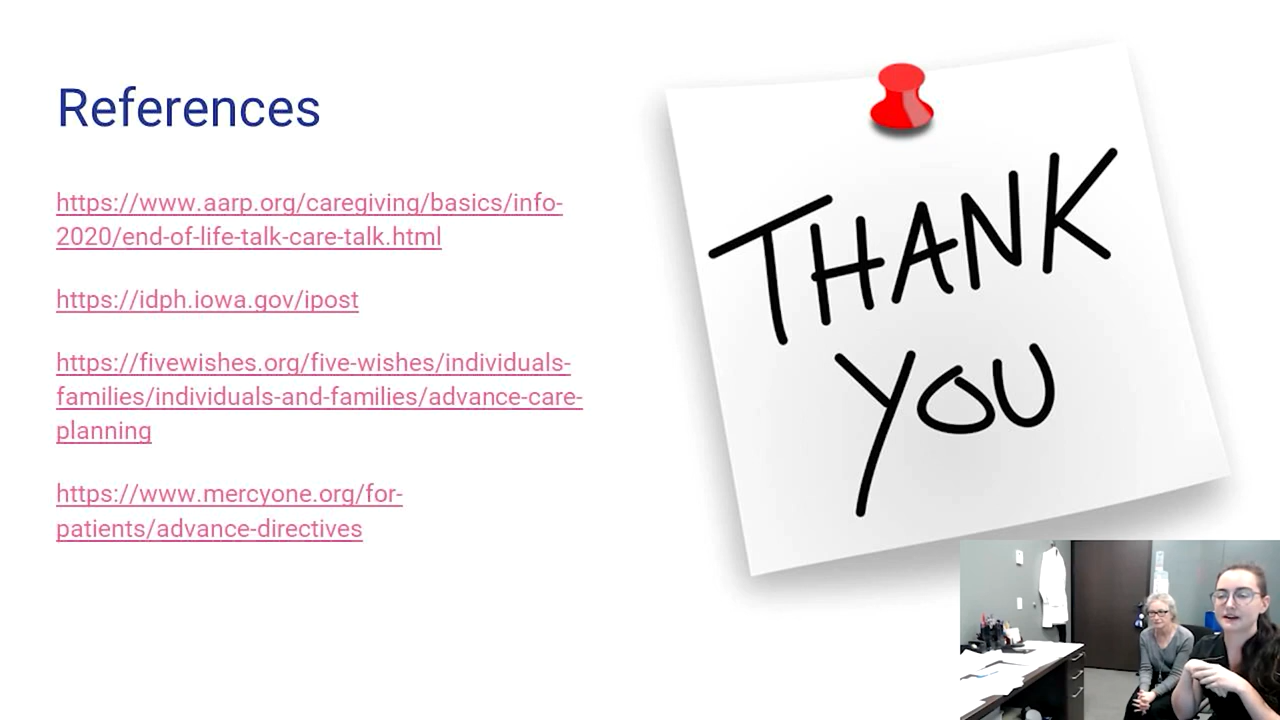 References
https://www.aarp.org/caregiving/basics/info-
2020/end-of-life-talk-care-talk.html
https://idph.iowa.gov/ipost
https://fivewishes.org/five-wishes/individuals-
families/individuals-and-families/advance-care-
planning
https://www.mercyone.org/for-
patients/advance-directives
THANK
YOU